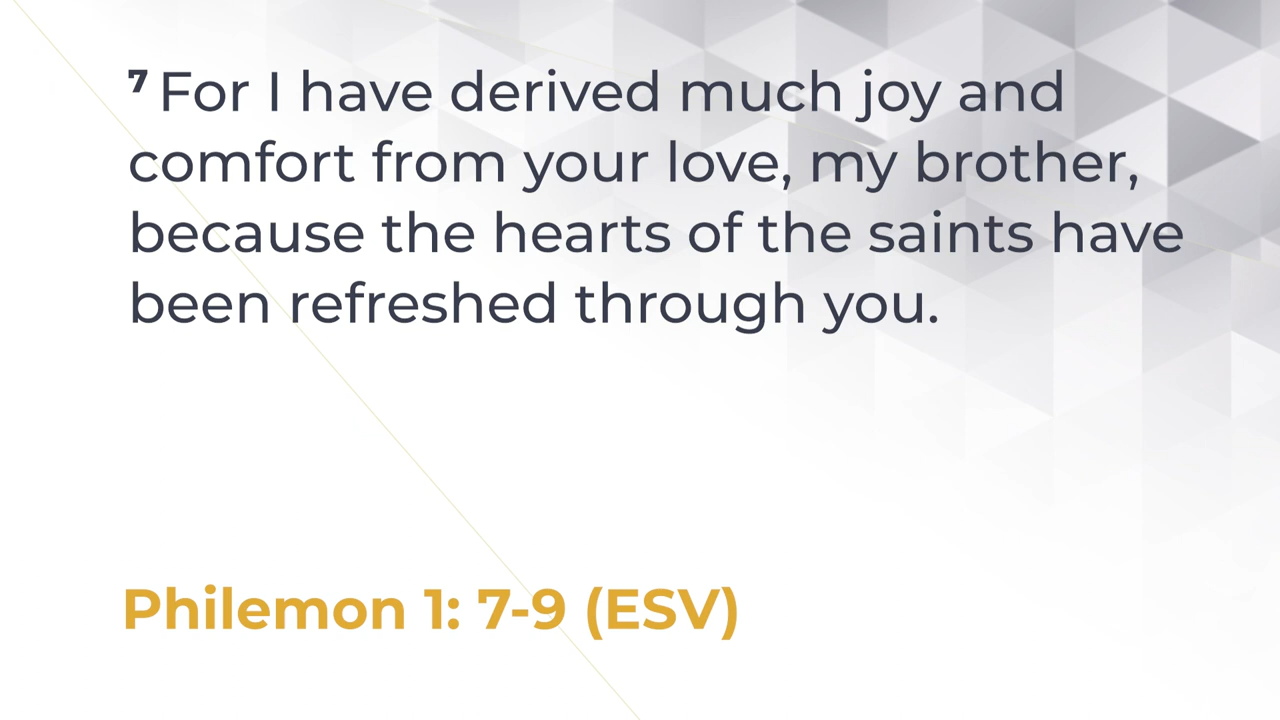 ⁷ For I have derived much joy and
comfort from your love, my brother,
because the hearts of the saints have
been refreshed through you.
Philemon 1: 7-9 (ESV)